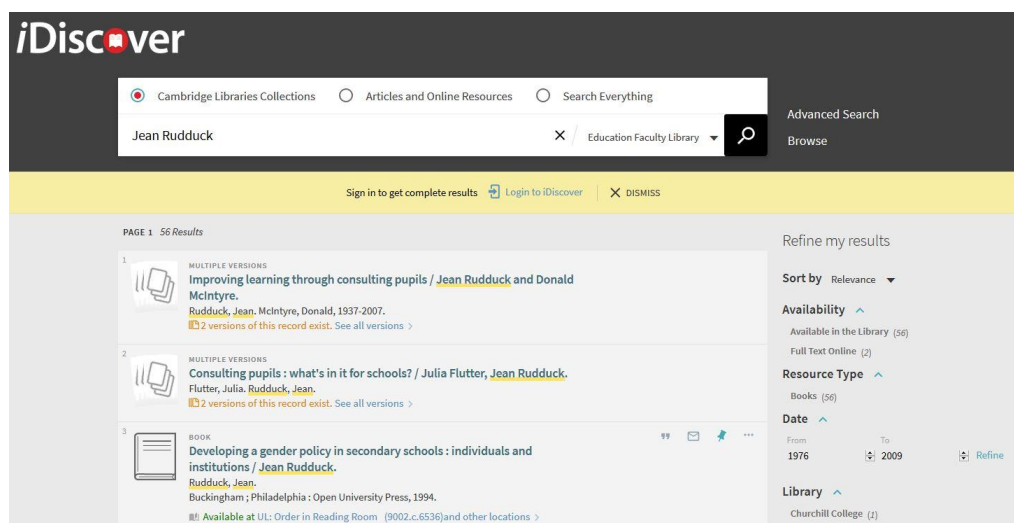 iDiscover
Cambridge Libraries Collections Articles and Online Resources Search Everything
Jean Rudduck Education Faculty Library
Advanced Search
Browse
Sign in to get complete results Login to iDiscover DISMISS
PAGE 1 56 Results
1
MULTIPLE VERSIONS
Improving learning through consulting pupils / Jean Rudduck and Donald
McIntyre.
Rudduck, Jean. McIntyre, Donald, 1937-2007.
2 versions of this record exist. See all versions >
2
MULTIPLE VERSIONS
Consulting pupils : what's in it for schools? / Julia Flutter, Jean Rudduck.
Flutter, Julia. Rudduck, Jean.
2 versions of this record exist. See all versions >
3
BOOK
Developing a gender policy in secondary schools : individuals and
institutions / Jean Rudduck.
Rudduck, Jean.
Buckingham ; Philadelphia : Open University Press, 1994.
Available at UL: Order in Reading Room (9002.c.6536)and other locations >
Refine my results
Sort by Relevance
Availability
Available in the Library (56)
Full Text Online (2)
Resource Type
Books (56)
Date
From To
1976 2009 Refine
Library
Churchill College (1)